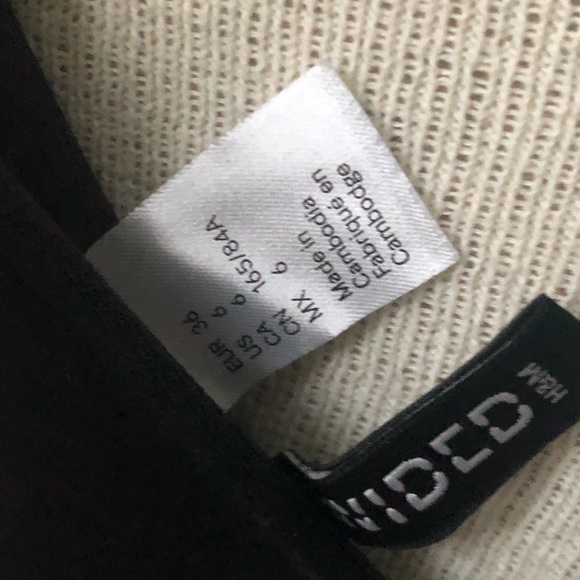 EUR 36
US 6
CA 6
CN 165/84A
MX 6
Made in
Cambodia
Fabriqué en
Cambodge
H&M